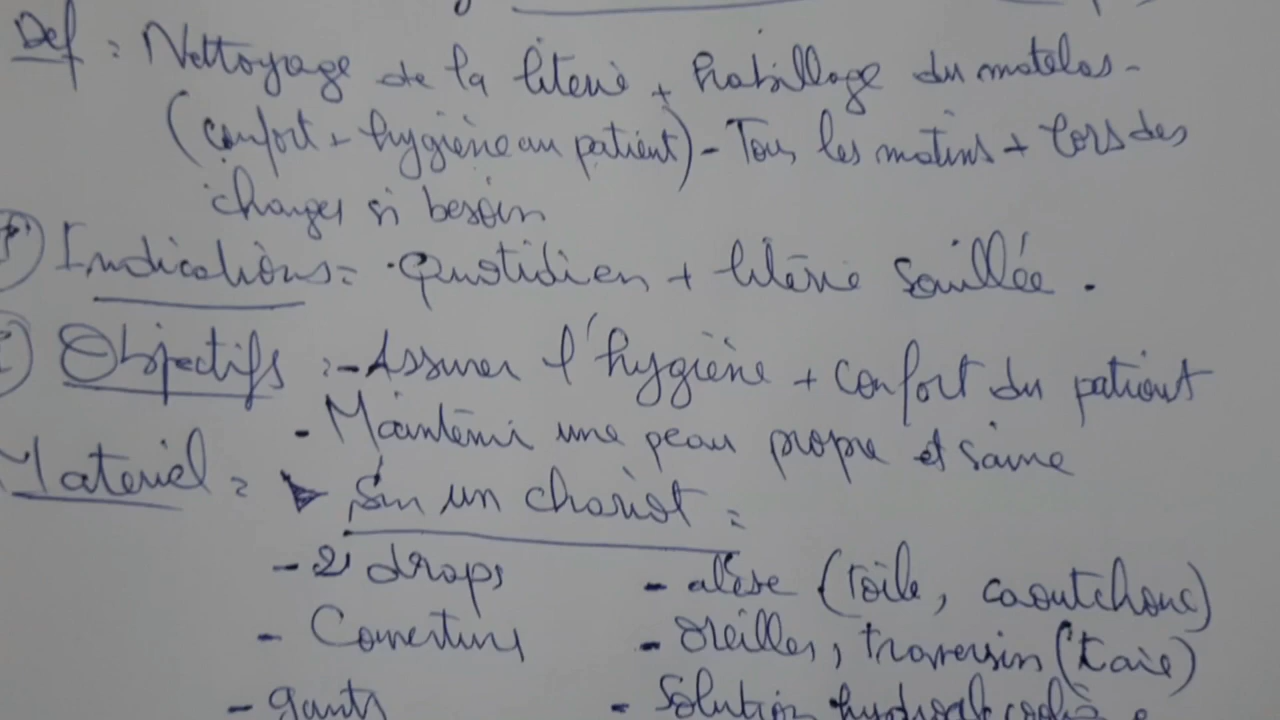 Def : Nettoyage de la literie + habillage du matelas -
(confort + hygiène au patient) - Tous les matins + lors des
changes si besoin
Indications = . quotidien + literie souillée .
Objectifs : - Assurer l'hygiène + confort du patient
- Maintenir une peau propre et saine
Materiel = Sur un chariot =
- 2 draps - alèse (toile, caoutchouc)
- Couvertures - Oreilles, traversin (taie)
- gants - Solution hydroalcoolique